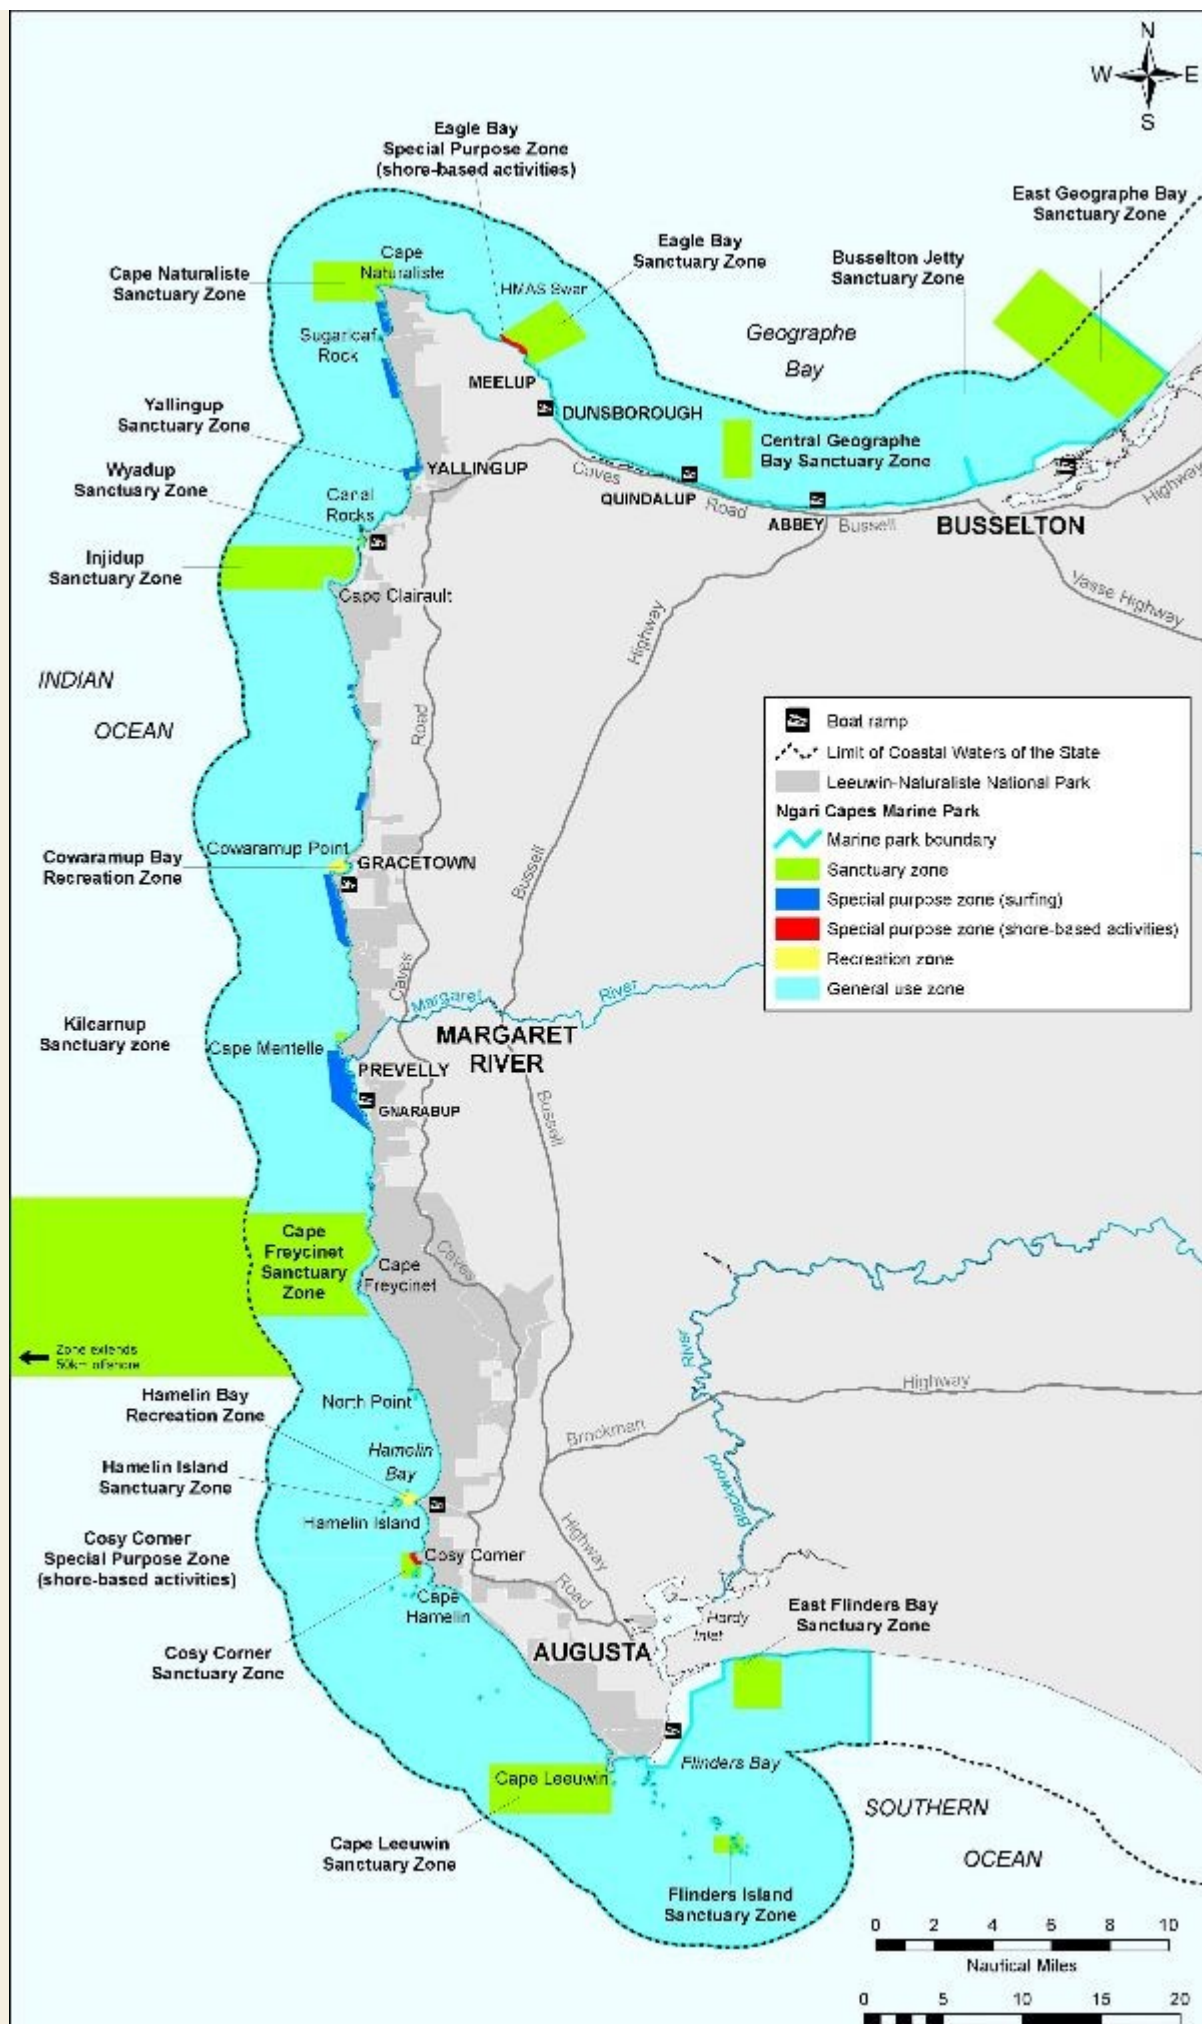 N
W E
S
Eagle Bay
Special Purpose Zone
(shore-based activities)
East Geographe Bay
Sanctuary Zone
Eagle Bay
Sanctuary Zone
Busselton Jetty
Sanctuary Zone
Cape Naturaliste
Sanctuary Zone
Cape
Naturaliste
HMAS Swan
Geographe
Bay
Sugarloaf
Rock
MEELUP
DUNSBOROUGH
Yallingup
Sanctuary Zone
Central Geographe
Bay Sanctuary Zone
Wyadup
Sanctuary Zone
YALLINGUP
Caves
Road
QUINDALUP
ABBEY
Bussell
Highway
BUSSELTON
Canal
Rocks
Injidup
Sanctuary Zone
Cape Clairault
Highway
Vasse Highway
INDIAN
OCEAN
Road
Boat ramp
Limit of Coastal Waters of the State
Leeuwin-Naturaliste National Park
Ngari Capes Marine Park
Marine park boundary
Sanctuary zone
Special purpose zone (surfing)
Special purpose zone (shore-based activities)
Recreation zone
General use zone
Cowaramup Point
Cowaramup Bay
Recreation Zone
GRACETOWN
Bussell
Caves
Margaret
River
Kilcarnup
Sanctuary zone
Cape Mentelle
MARGARET
RIVER
PREVELLY
GNARABUP
Bussell
Cape
Freycinet
Sanctuary
Zone
Cape
Freycinet
Caves
Zone extends
50km offshore
River
Highway
Brockman
Blackwood
Hamelin Bay
Recreation Zone
North Point
Hamelin
Bay
Hamelin Island
Sanctuary Zone
Hamelin Island
Highway
Cosy Corner
Special Purpose Zone
(shore-based activities)
Cosy Corner
Road
Cape
Hamelin
Hardy
Inlet
East Flinders Bay
Sanctuary Zone
Cosy Corner
Sanctuary Zone
AUGUSTA
Flinders Bay
Cape Leeuwin
SOUTHERN
OCEAN
Cape Leeuwin
Sanctuary Zone
Flinders Island
Sanctuary Zone
0 2 4 6 8 10
Nautical Miles
0 5 10 15 20